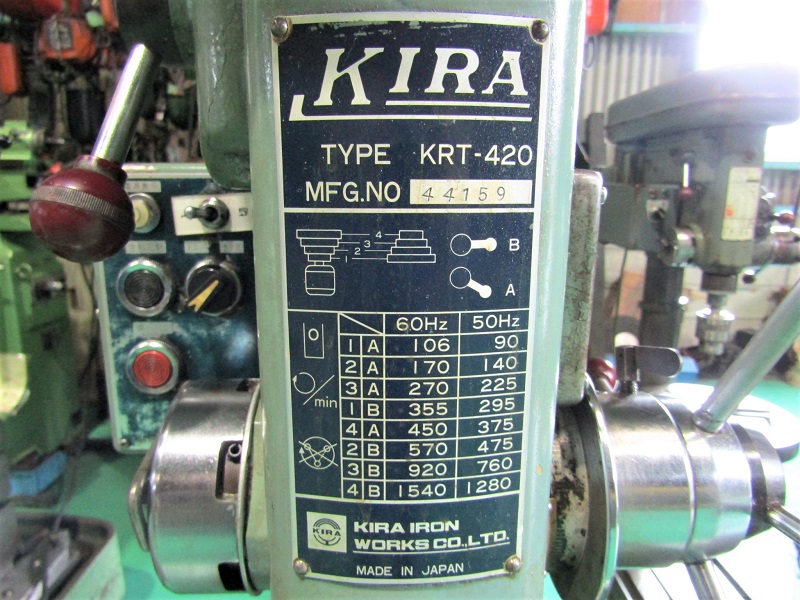 KIRA
TYPE KRT-420
MFG.NO 44159
4
3
2
1
B
A
60Hz 50Hz
1 A 106 90
2 A 170 140
3 A 270 225
1 B 355 295
4 A 450 375
2 B 570 475
3 B 920 760
4 B 1540 1280
/min
KIRA
KIRA IRON
WORKS CO.,LTD.
MADE IN JAPAN